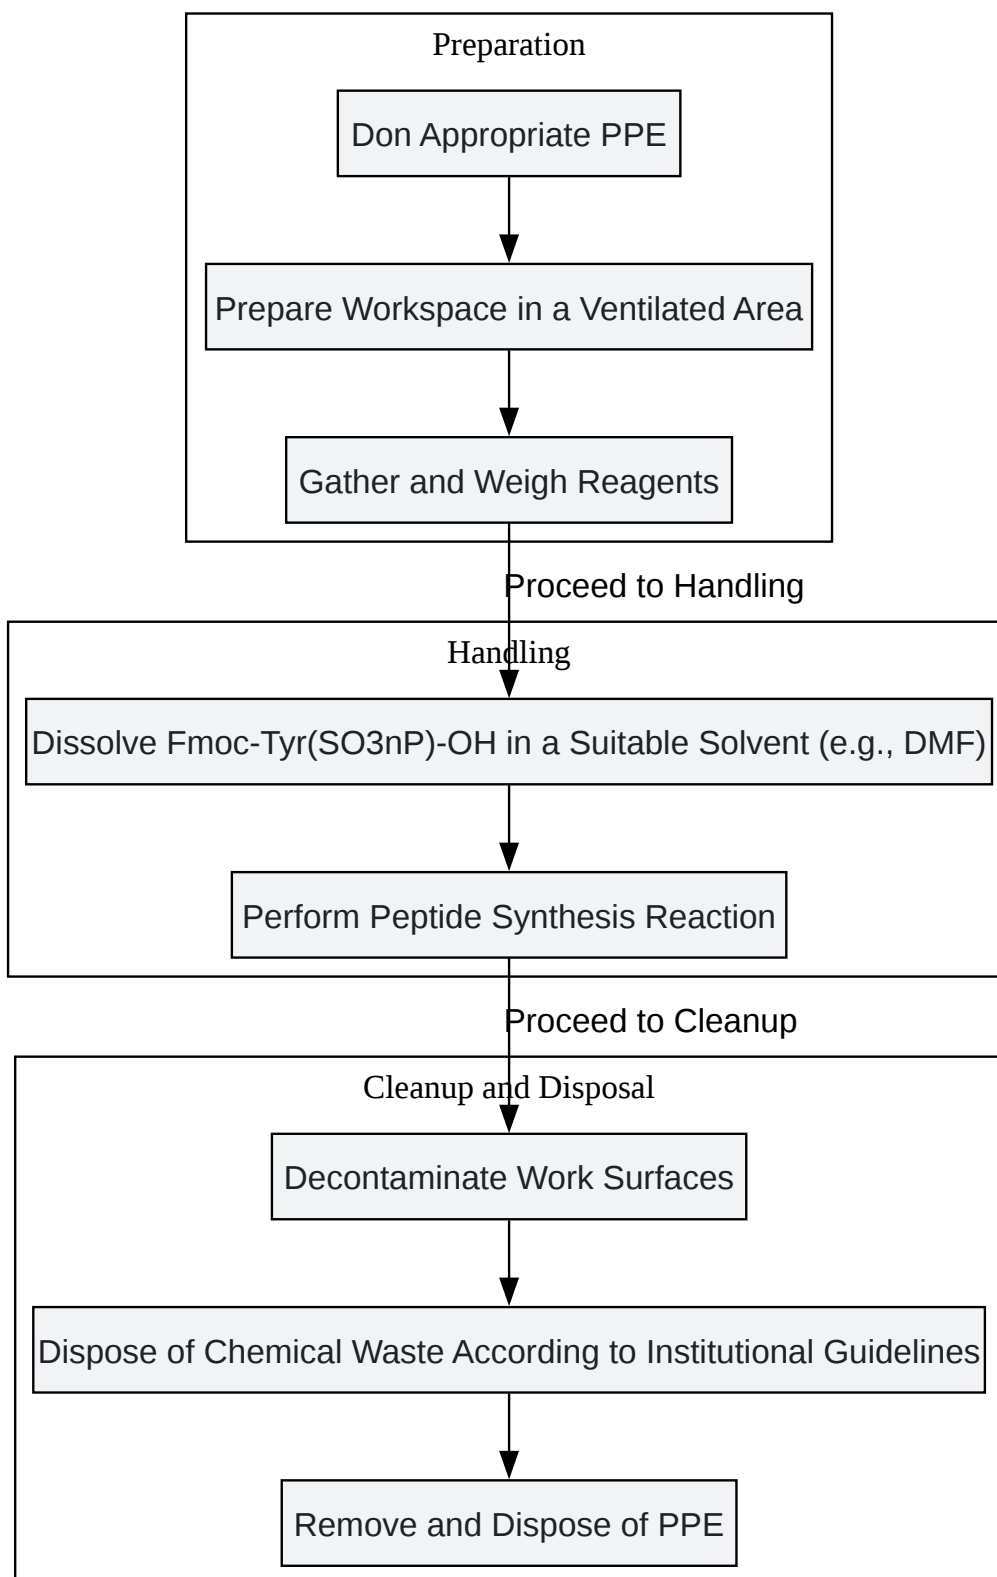 Preparation
Don Appropriate PPE
Prepare Workspace in a Ventilated Area
Gather and Weigh Reagents
Proceed to Handling
Handling
Dissolve Fmoc-Tyr(SO3nP)-OH in a Suitable Solvent (e.g., DMF)
Perform Peptide Synthesis Reaction
Proceed to Cleanup
Cleanup and Disposal
Decontaminate Work Surfaces
Dispose of Chemical Waste According to Institutional Guidelines
Remove and Dispose of PPE